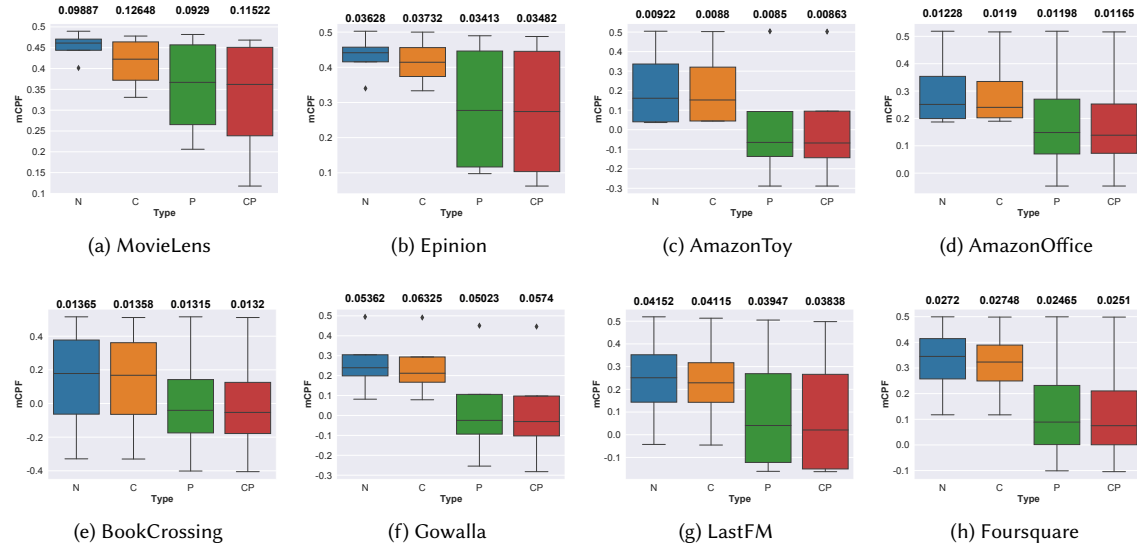 0.09887 0.12648 0.0929 0.11522
0.5
0.45
0.4
0.35
0.3
0.25
0.2
0.15
0.1
mCPF
N C P CP
Type
(a) MovieLens
0.03628 0.03732 0.03413 0.03482
0.5
0.4
0.3
0.2
0.1
mCPF
N C P CP
Type
(b) Epinion
0.00922 0.0088 0.0085 0.00863
0.5
0.4
0.3
0.2
0.1
0.0
-0.1
-0.2
-0.3
mCPF
N C P CP
Type
(c) AmazonToy
0.01228 0.0119 0.01198 0.01165
0.5
0.4
0.3
0.2
0.1
0.0
mCPF
N C P CP
Type
(d) AmazonOffice
0.01365 0.01358 0.01315 0.0132
0.4
0.2
0.0
-0.2
-0.4
mCPF
N C P CP
Type
(e) BookCrossing
0.05362 0.06325 0.05023 0.0574
0.5
0.4
0.3
0.2
0.1
0.0
-0.1
-0.2
-0.3
mCPF
N C P CP
Type
(f) Gowalla
0.04152 0.04115 0.03947 0.03838
0.5
0.4
0.3
0.2
0.1
0.0
-0.1
mCPF
N C P CP
Type
(g) LastFM
0.0272 0.02748 0.02465 0.0251
0.5
0.4
0.3
0.2
0.1
0.0
-0.1
mCPF
N C P CP
Type
(h) Foursquare